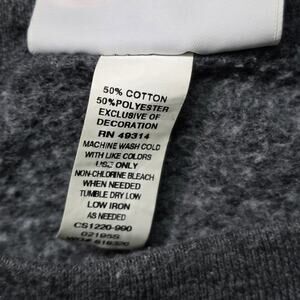 50% COTTON
50%POLYESTER
EXCLUSIVE OF
DECORATION
RN 49314
MACHINE WASH COLD
WITH LIKE COLORS
USE ONLY
NON-CHLORINE BLEACH
WHEN NEEDED
TUMBLE DRY LOW
LOW IRON
AS NEEDED
CS1220-990
02195S